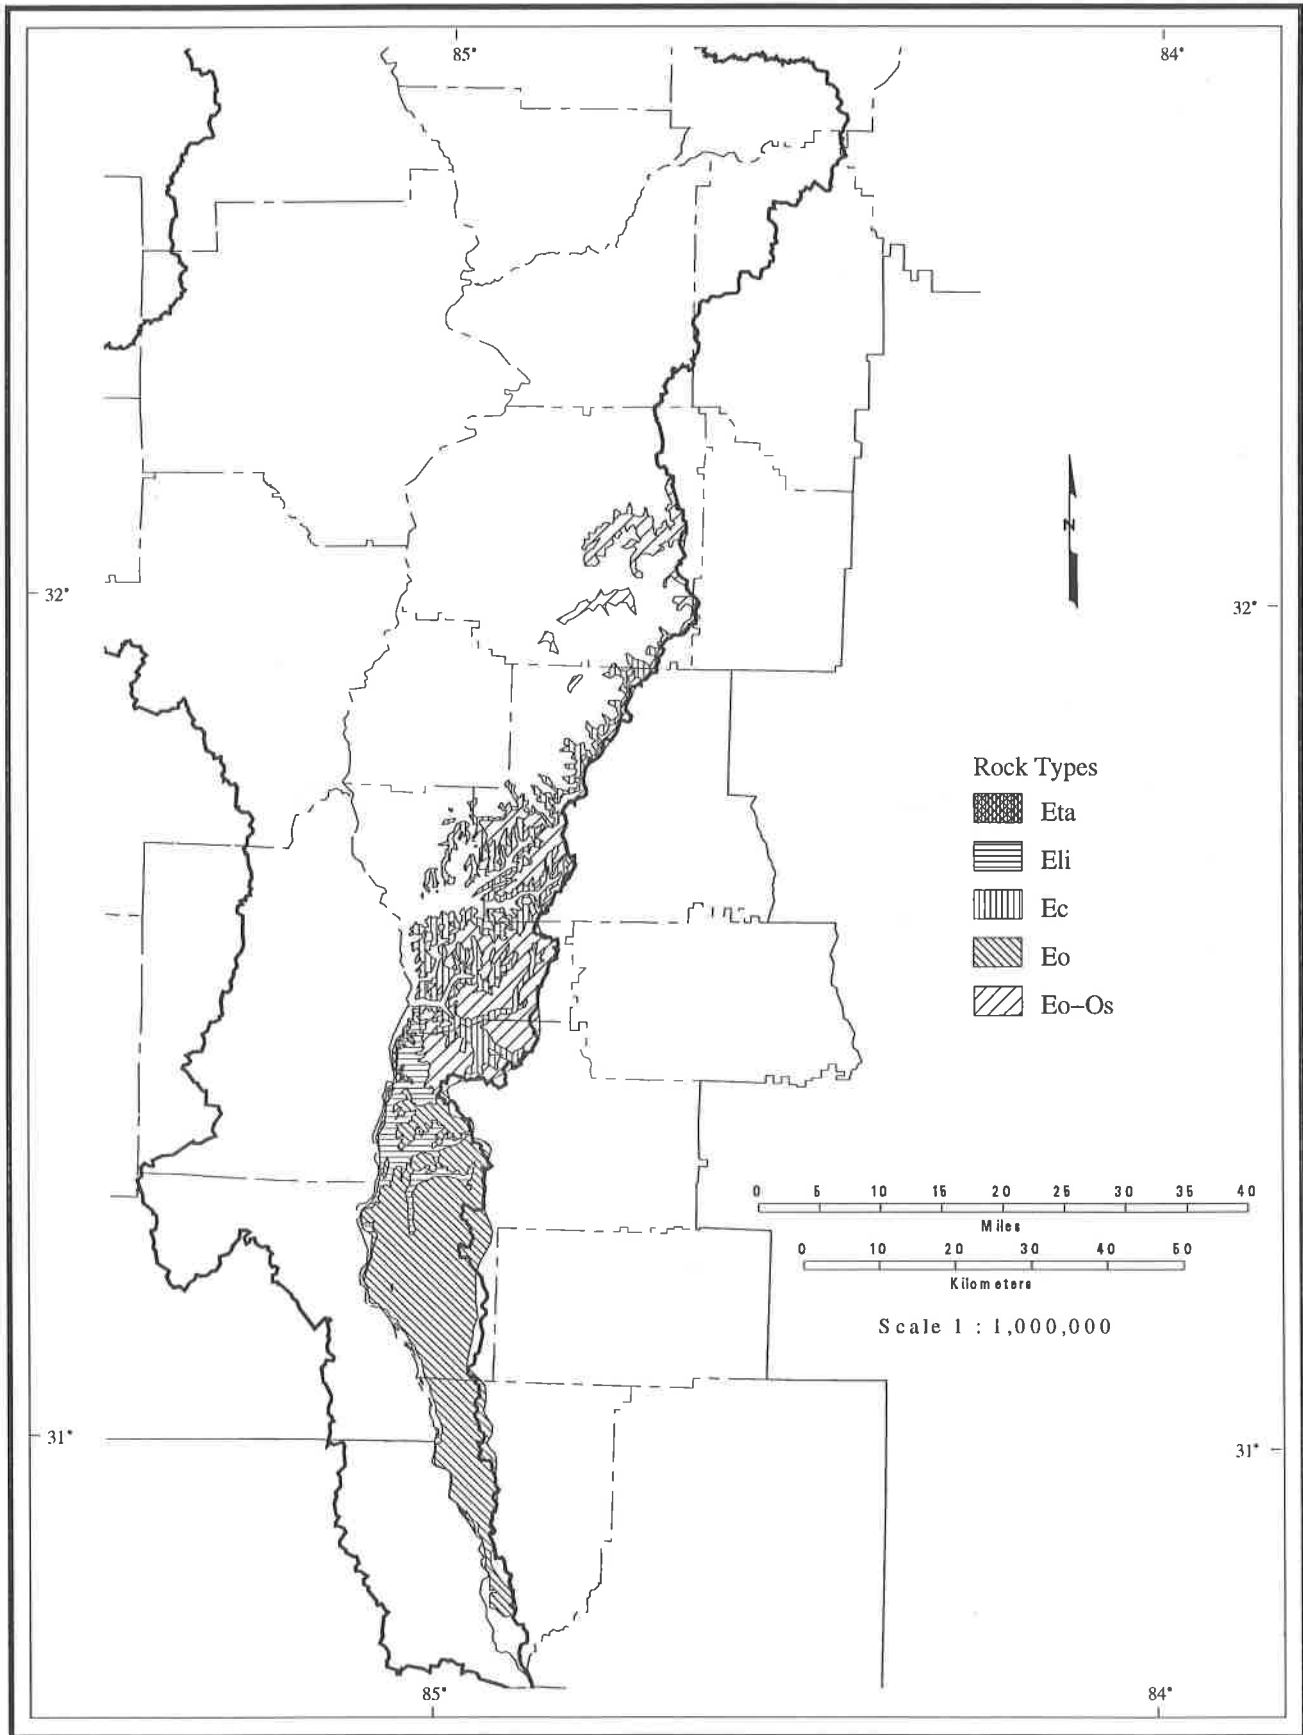 85°
84°
N
32°
32°
Rock Types
Eta
Eli
Ec
Eo
Eo-Os
0 5 10 15 20 25 30 35 40
Miles
0 10 20 30 40 50
Kilometers
Scale 1 : 1,000,000
31°
31°
85°
84°